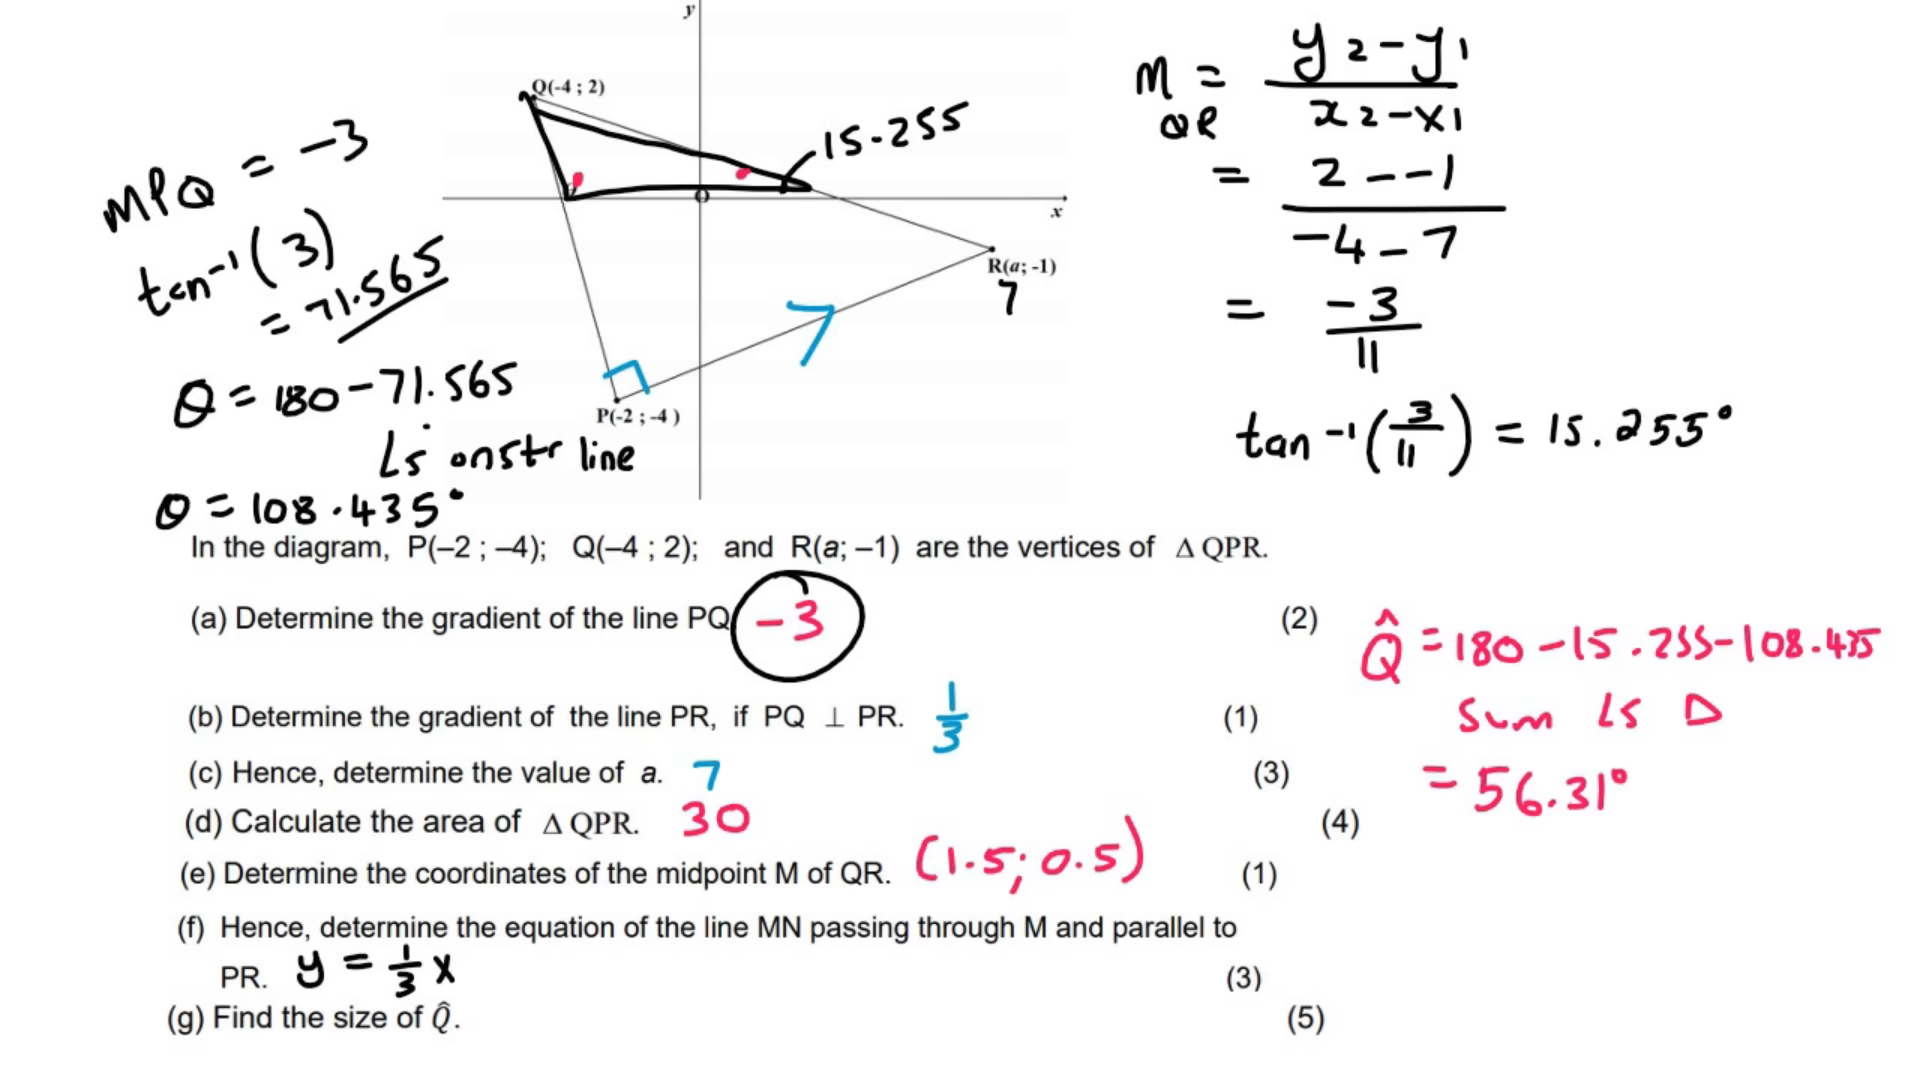 y
Q(-4 ; 2)
15.255
O
x
R(a; -1)
7
P(-2 ; -4 )
MPQ = -3
tan⁻¹(3)
= 71.565
θ = 180 - 71.565
∠s on str line
θ = 108.435°
M QR = y2 - y1 / x2 - x1
= 2 - -1 / -4 - 7
= -3 / 11
tan⁻¹(3/11) = 15.255°
In the diagram, P(–2 ; –4); Q(–4 ; 2); and R(a; –1) are the vertices of Δ QPR.
(a) Determine the gradient of the line PQ -3 (2)
(b) Determine the gradient of the line PR, if PQ ⊥ PR. 1/3 (1)
(c) Hence, determine the value of a. 7 (3)
(d) Calculate the area of Δ QPR. 30 (4)
(e) Determine the coordinates of the midpoint M of QR. (1.5; 0.5) (1)
(f) Hence, determine the equation of the line MN passing through M and parallel to
PR. y = 1/3 x (3)
(g) Find the size of Q̂. (5)
Q̂ = 180 - 15.255 - 108.435
Sum ∠s Δ
= 56.31°